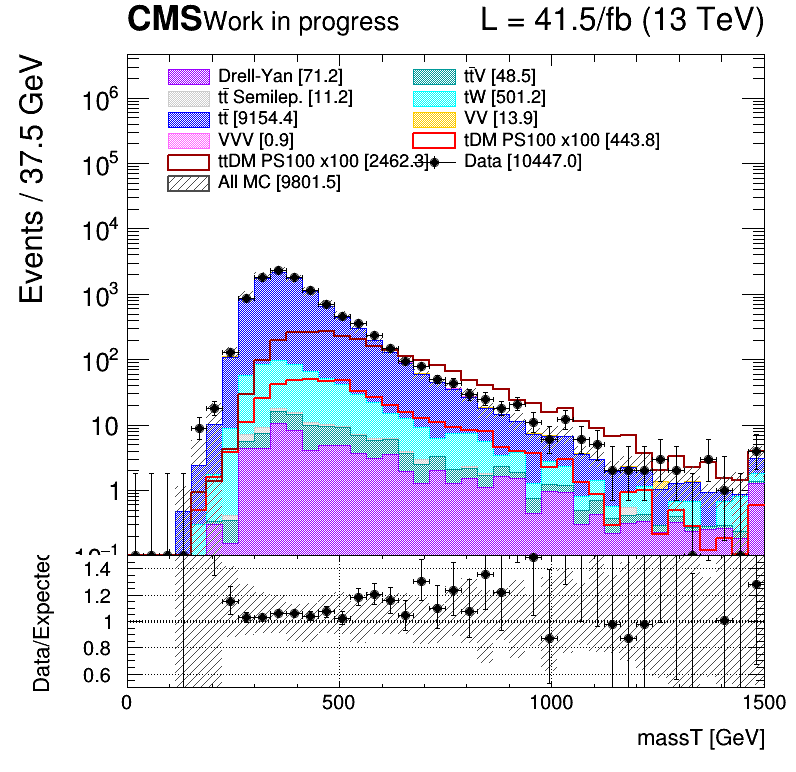 CMS Work in progress L = 41.5/fb (13 TeV)
Events / 37.5 GeV
Drell-Yan [71.2] tt̄V [48.5]
tt̄ Semilep. [11.2] tW [501.2]
tt̄ [9154.4] VV [13.9]
VVV [0.9] tDM PS100 x100 [443.8]
ttDM PS100 x100 [2462.3] Data [10447.0]
All MC [9801.5]
10⁶
10⁵
10⁴
10³
10²
10
1
10⁻¹
Data/Expected
1.4
1.2
1
0.8
0.6
0 500 1000 1500
massT [GeV]